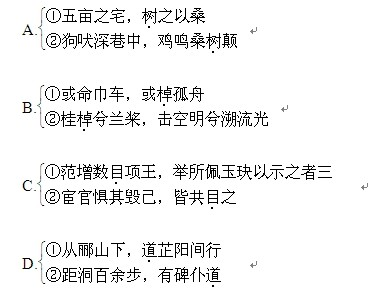 A.①五亩之宅，树之以桑
②狗吠深巷中，鸡鸣桑树颠
B.①或命巾车，或棹孤舟
②桂棹兮兰桨，击空明兮溯流光
C.①范增数目项王，举所佩玉玦以示之者三
②宦官惧其毁己，皆共目之
D.①从郦山下，道芷阳间行
②距洞百余步，有碑仆道